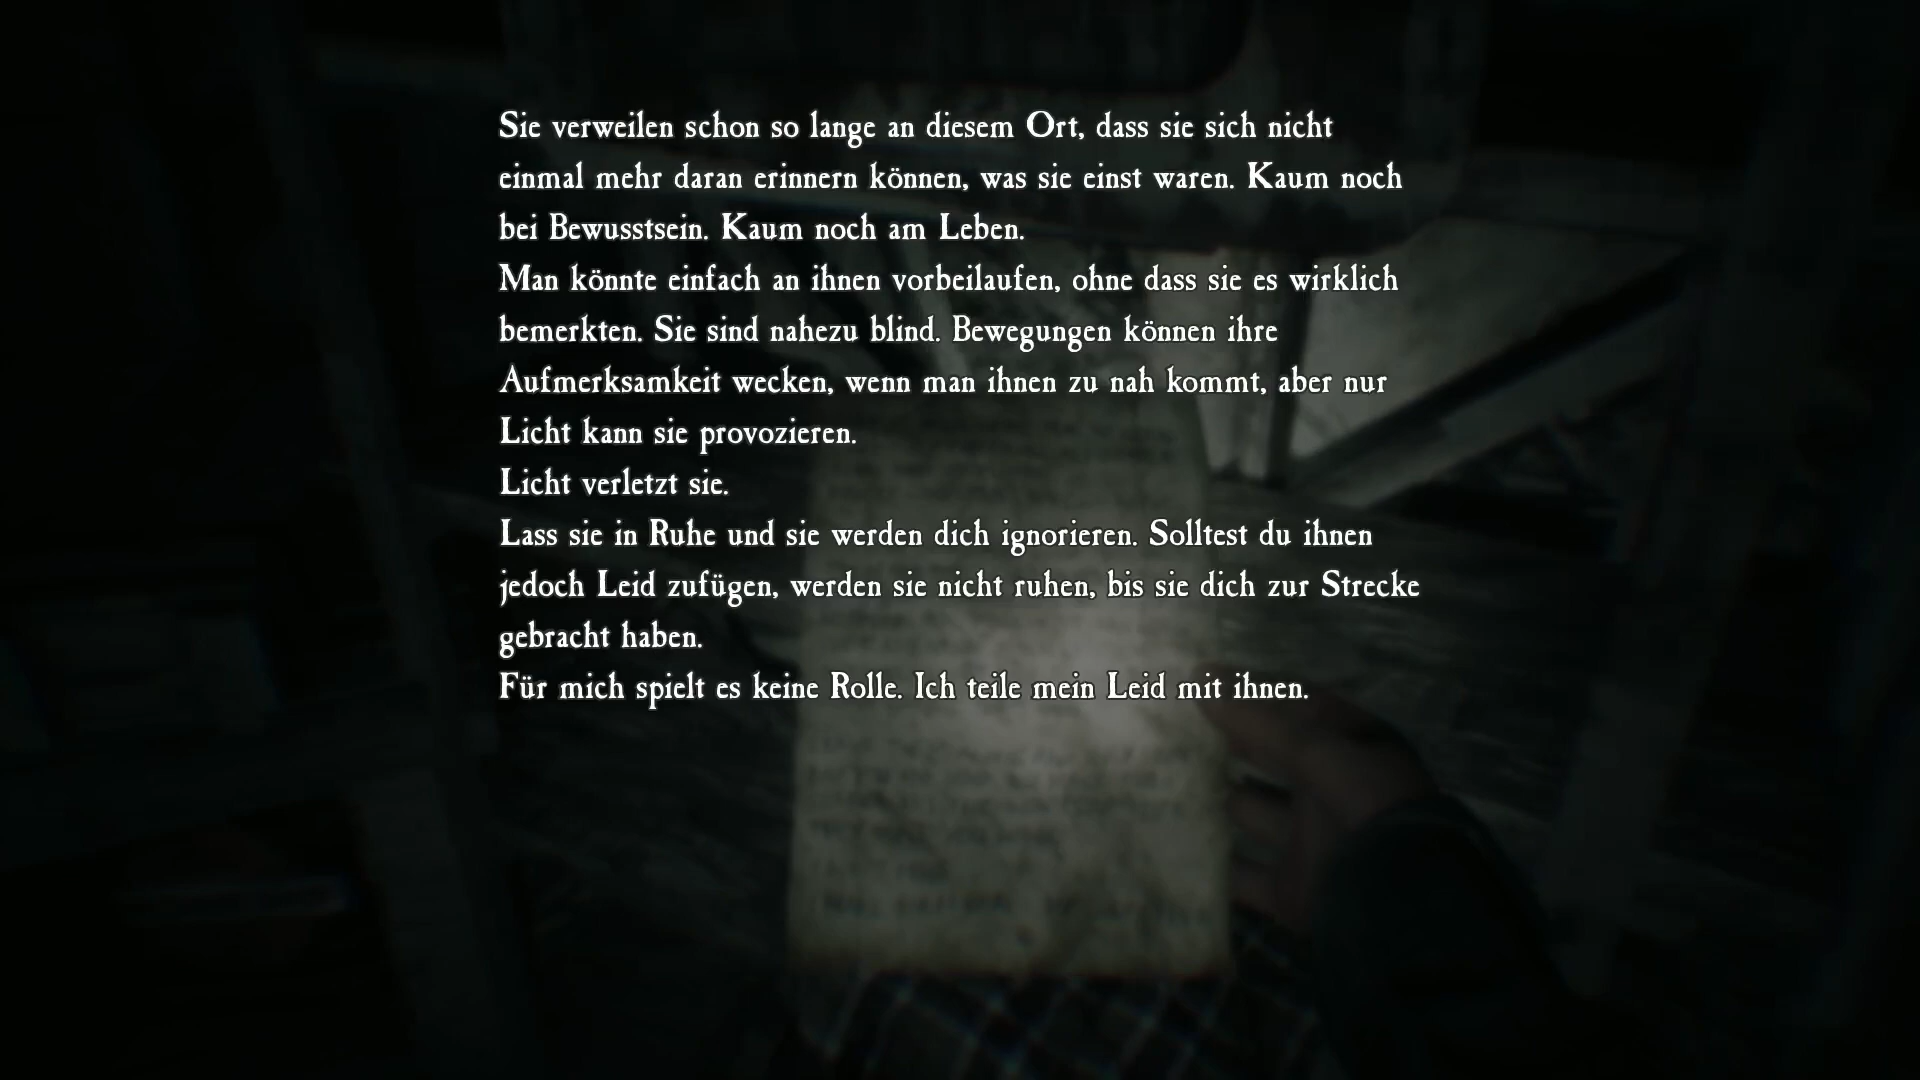 Sie verweilen schon so lange an diesem Ort, dass sie sich nicht
einmal mehr daran erinnern können, was sie einst waren. Kaum noch
bei Bewusstsein. Kaum noch am Leben.
Man könnte einfach an ihnen vorbeilaufen, ohne dass sie es wirklich
bemerkten. Sie sind nahezu blind. Bewegungen können ihre
Aufmerksamkeit wecken, wenn man ihnen zu nah kommt, aber nur
Licht kann sie provozieren.
Licht verletzt sie.
Lass sie in Ruhe und sie werden dich ignorieren. Solltest du ihnen
jedoch Leid zufügen, werden sie nicht ruhen, bis sie dich zur Strecke
gebracht haben.
Für mich spielt es keine Rolle. Ich teile mein Leid mit ihnen.